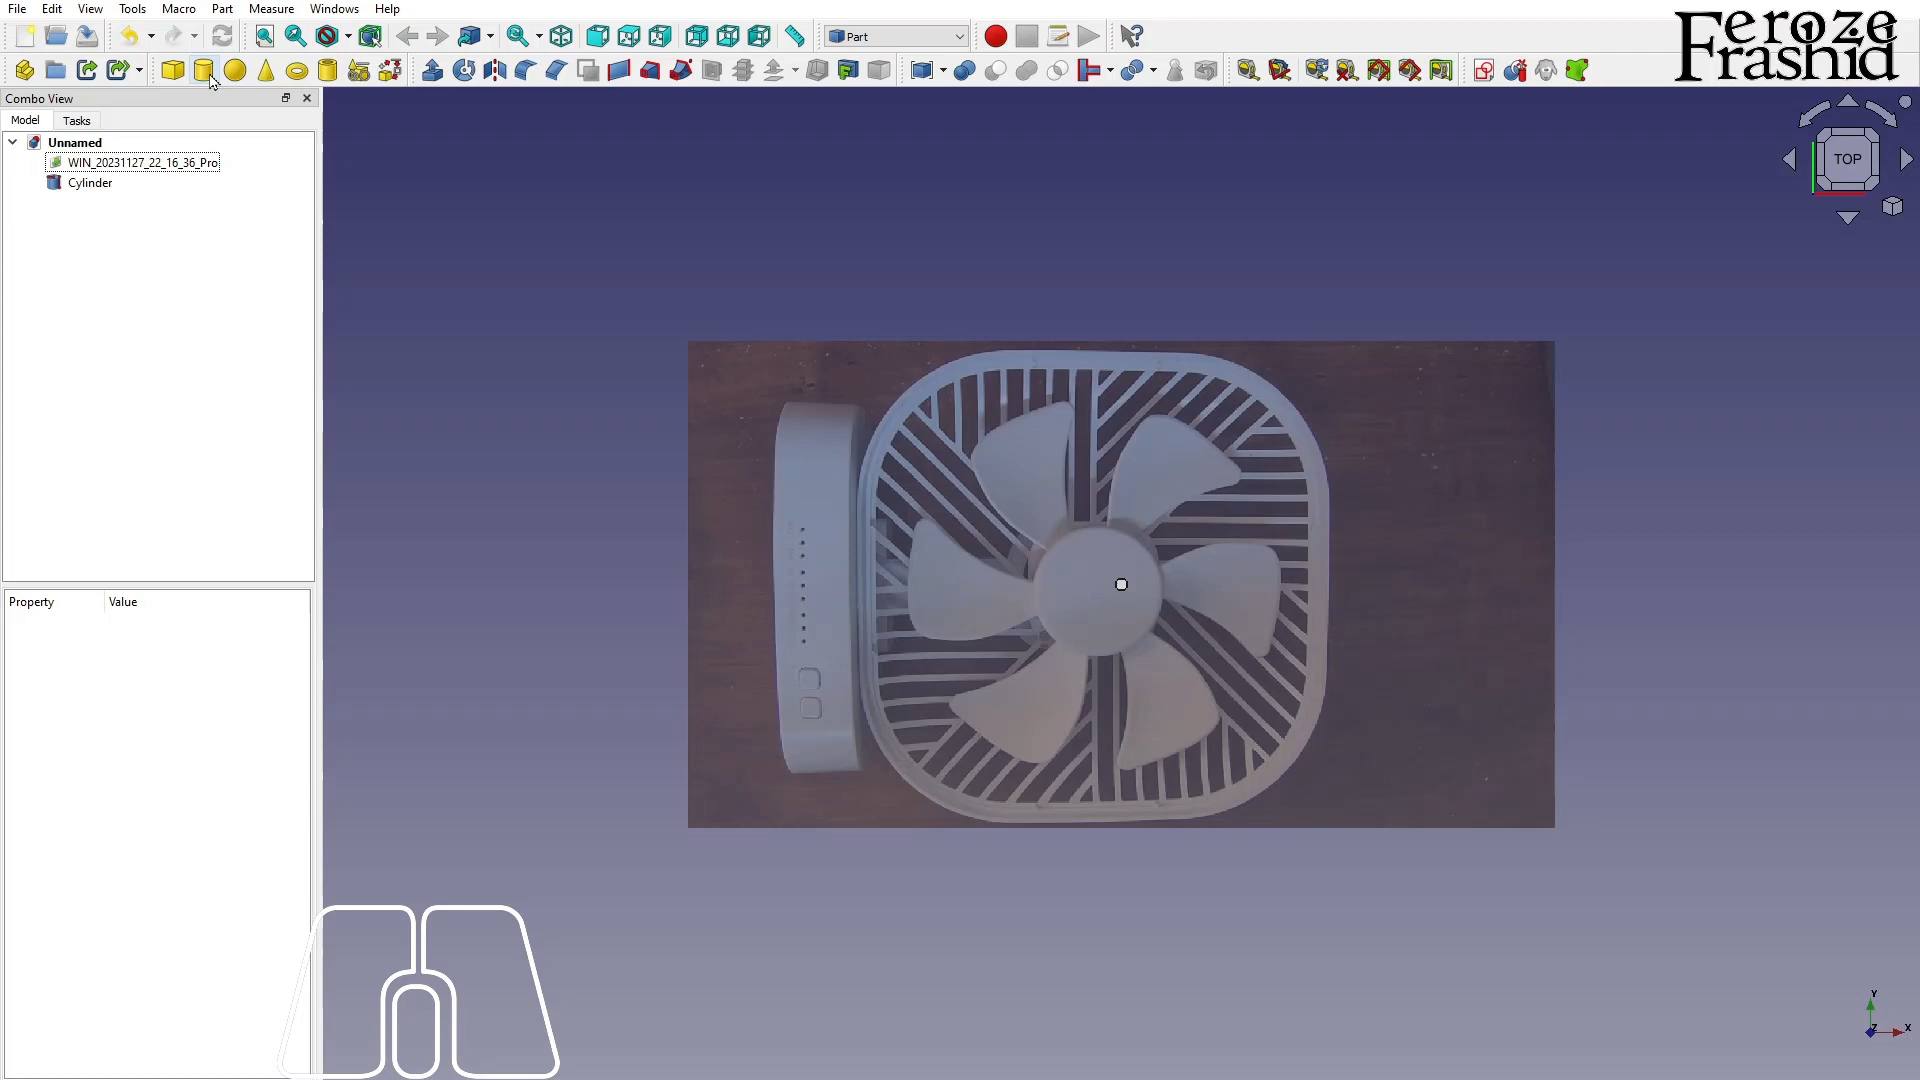 File Edit View Tools Macro Part Measure Windows Help
Part
Feroze
Frashid
Combo View
Model Tasks
Unnamed
WIN_20231127_22_16_36_Pro
Cylinder
TOP
Property Value
Y
Z
X